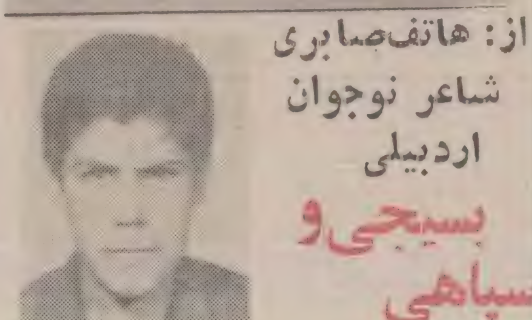 از: هاتف صابری
شاعر نوجوان
اردبیلی
بسیجی و
سپاهی